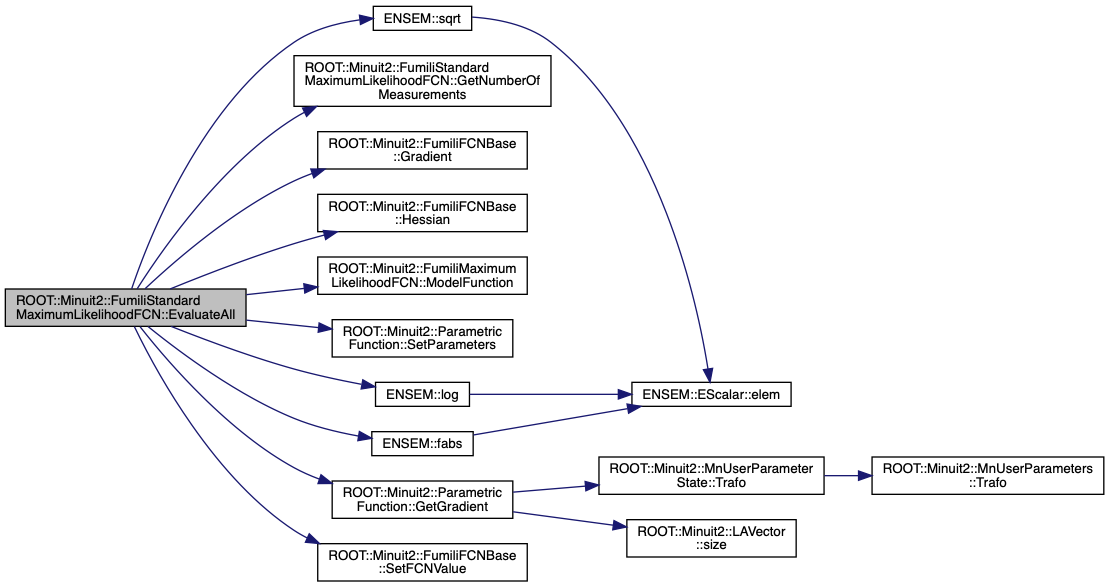 ENSEM::sqrt
ROOT::Minuit2::FumiliStandard
MaximumLikelihoodFCN::GetNumberOf
Measurements
ROOT::Minuit2::FumiliFCNBase
::Gradient
ROOT::Minuit2::FumiliFCNBase
::Hessian
ROOT::Minuit2::FumiliStandard
MaximumLikelihoodFCN::EvaluateAll
ROOT::Minuit2::FumiliMaximum
LikelihoodFCN::ModelFunction
ROOT::Minuit2::Parametric
Function::SetParameters
ENSEM::log
ENSEM::EScalar::elem
ENSEM::fabs
ROOT::Minuit2::Parametric
Function::GetGradient
ROOT::Minuit2::MnUserParameter
State::Trafo
ROOT::Minuit2::MnUserParameters
::Trafo
ROOT::Minuit2::LAVector
::size
ROOT::Minuit2::FumiliFCNBase
::SetFCNValue